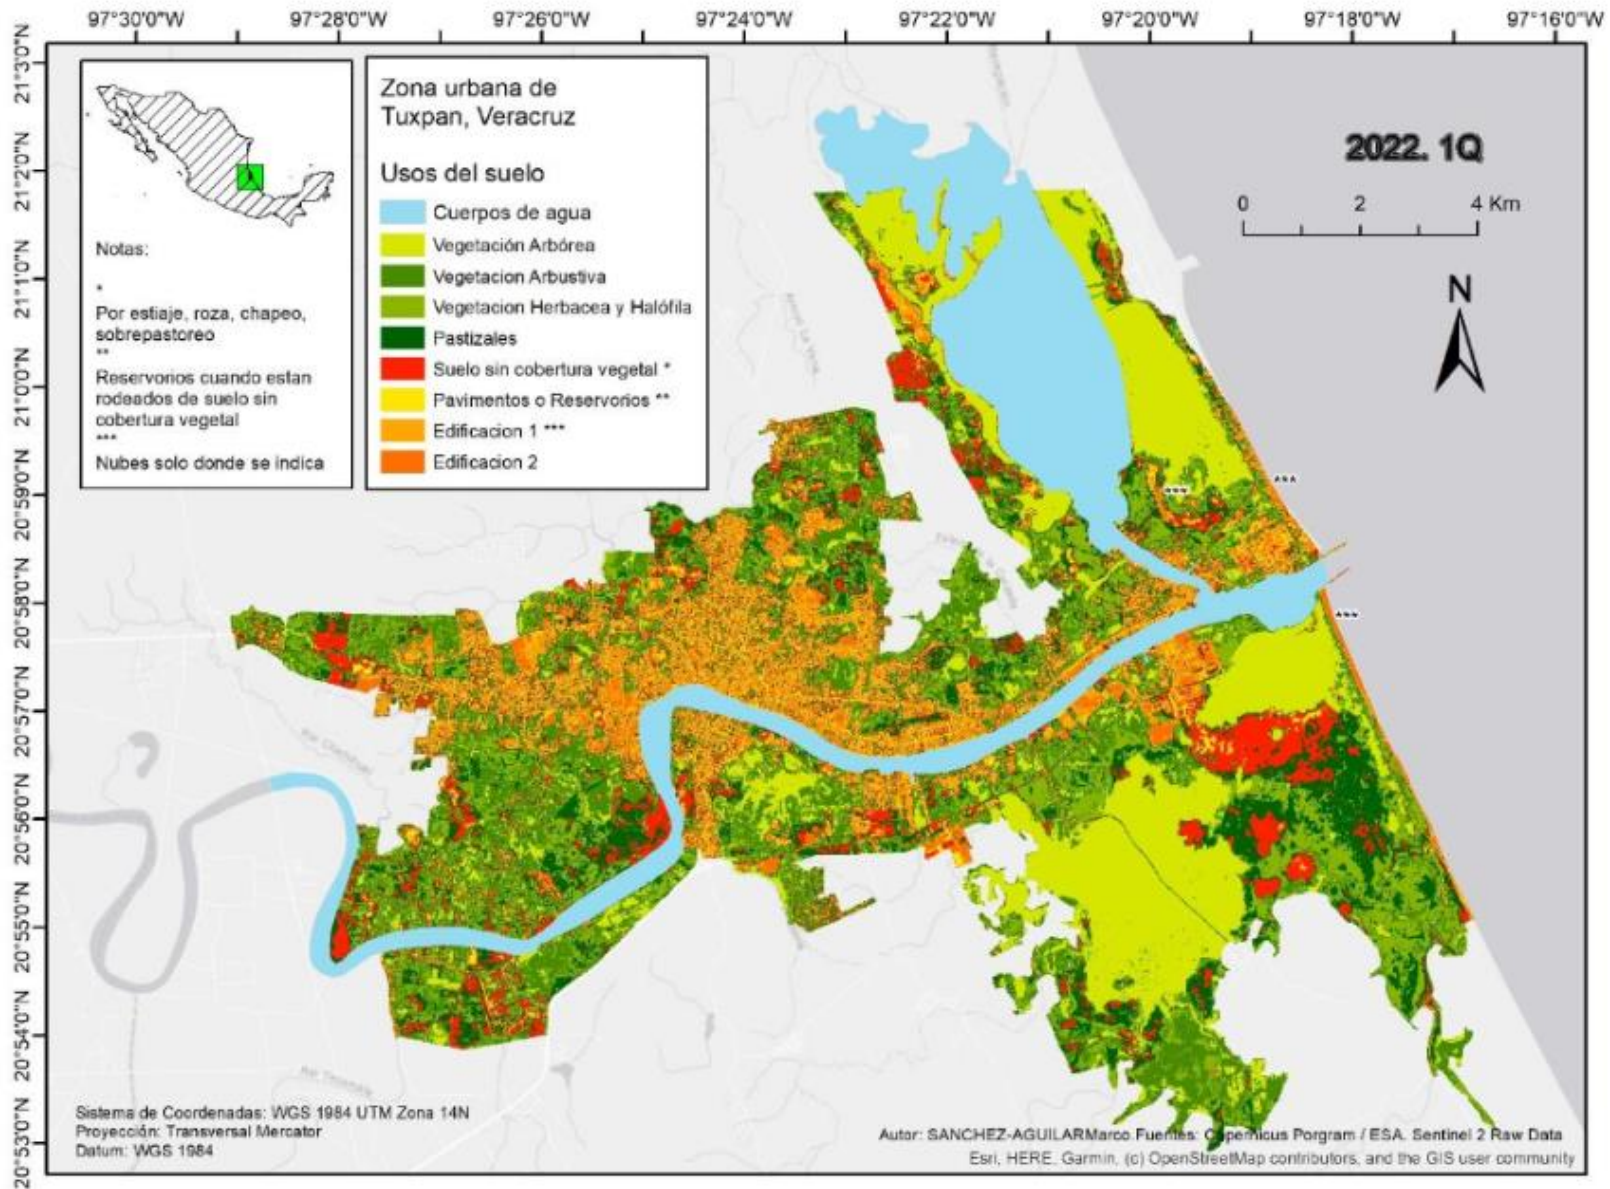 97°30'0"W 97°28'0"W 97°26'0"W 97°24'0"W 97°22'0"W 97°20'0"W 97°18'0"W 97°16'0"W
21°3'0"N
21°2'0"N
21°1'0"N
21°0'0"N
20°59'0"N
20°58'0"N
20°57'0"N
20°56'0"N
20°55'0"N
20°54'0"N
20°53'0"N
Notas:
*
Por estiaje, roza, chapeo,
sobrepastoreo
**
Reservorios cuando estan
rodeados de suelo sin
cobertura vegetal
***
Nubes solo donde se indica
Zona urbana de
Tuxpan, Veracruz
Usos del suelo
Cuerpos de agua
Vegetación Arbórea
Vegetacion Arbustiva
Vegetacion Herbacea y Halófila
Pastizales
Suelo sin cobertura vegetal *
Pavimentos o Reservorios **
Edificacion 1 ***
Edificacion 2
2022. 1Q
0 2 4 Km
N
***
***
***
Sistema de Coordenadas: WGS 1984 UTM Zona 14N
Proyección: Transversal Mercator
Datum: WGS 1984
Autor: SANCHEZ-AGUILARMarco.Fuentes: Copernicus Porgram / ESA. Sentinel 2 Raw Data
Esri, HERE, Garmin, (c) OpenStreetMap contributors, and the GIS user community